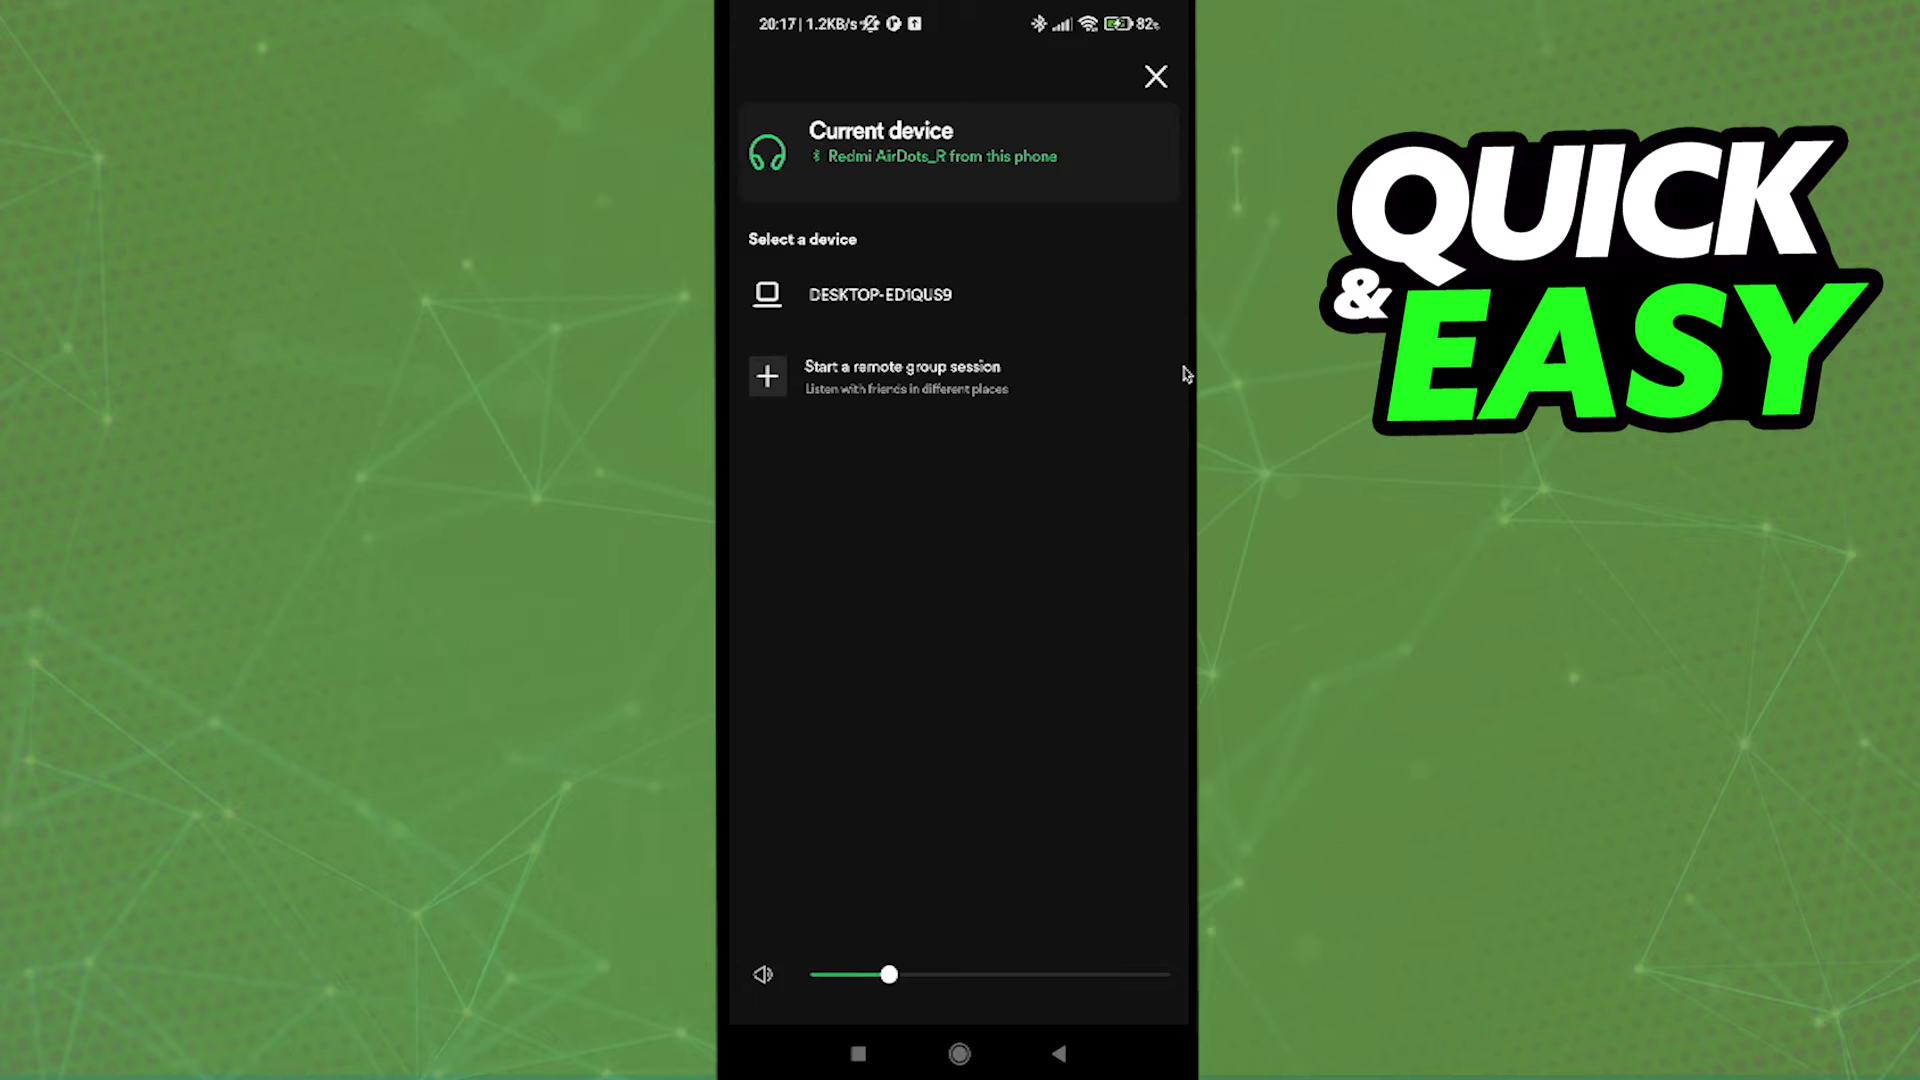 20:17 | 1.2KB/s
82%
Current device
Redmi AirDots_R from this phone
Select a device
DESKTOP-ED1QUS9
Start a remote group session
Listen with friends in different places
QUICK
& EASY